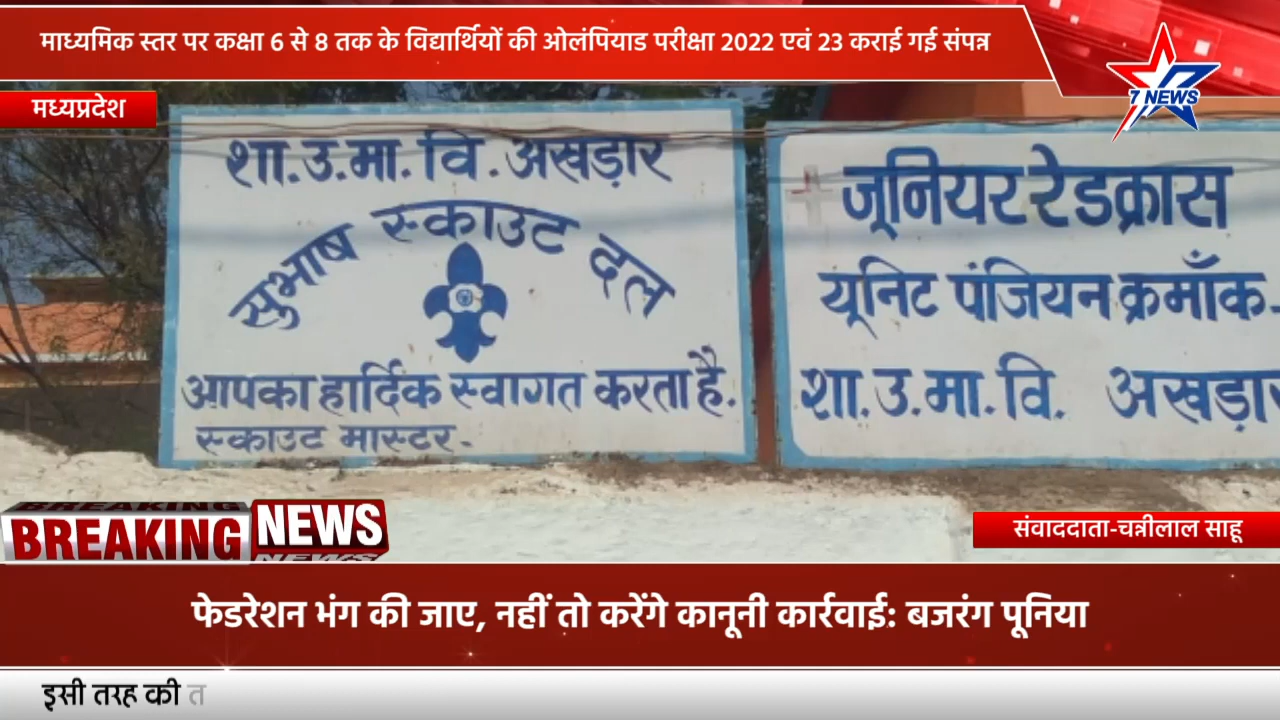 माध्यमिक स्तर पर कक्षा 6 से 8 तक के विद्यार्थियों की ओलंपियाड परीक्षा 2022 एवं 23 कराई गई संपन्न
7 NEWS
मध्यप्रदेश
शा.उ.मा. वि.अखड़ार
सुभाष स्काउट दल
आपका हार्दिक स्वागत करता है.
स्काउट मास्टर-
जूनियर रेडक्रास
यूनिट पंजियन क्रमाँक-
शा.उ.मा. वि. अखड़ार
BREAKING NEWS
संवाददाता-चन्नीलाल साहू
फेडरेशन भंग की जाए, नहीं तो करेंगे कानूनी कार्रवाई: बजरंग पूनिया
इसी तरह की त